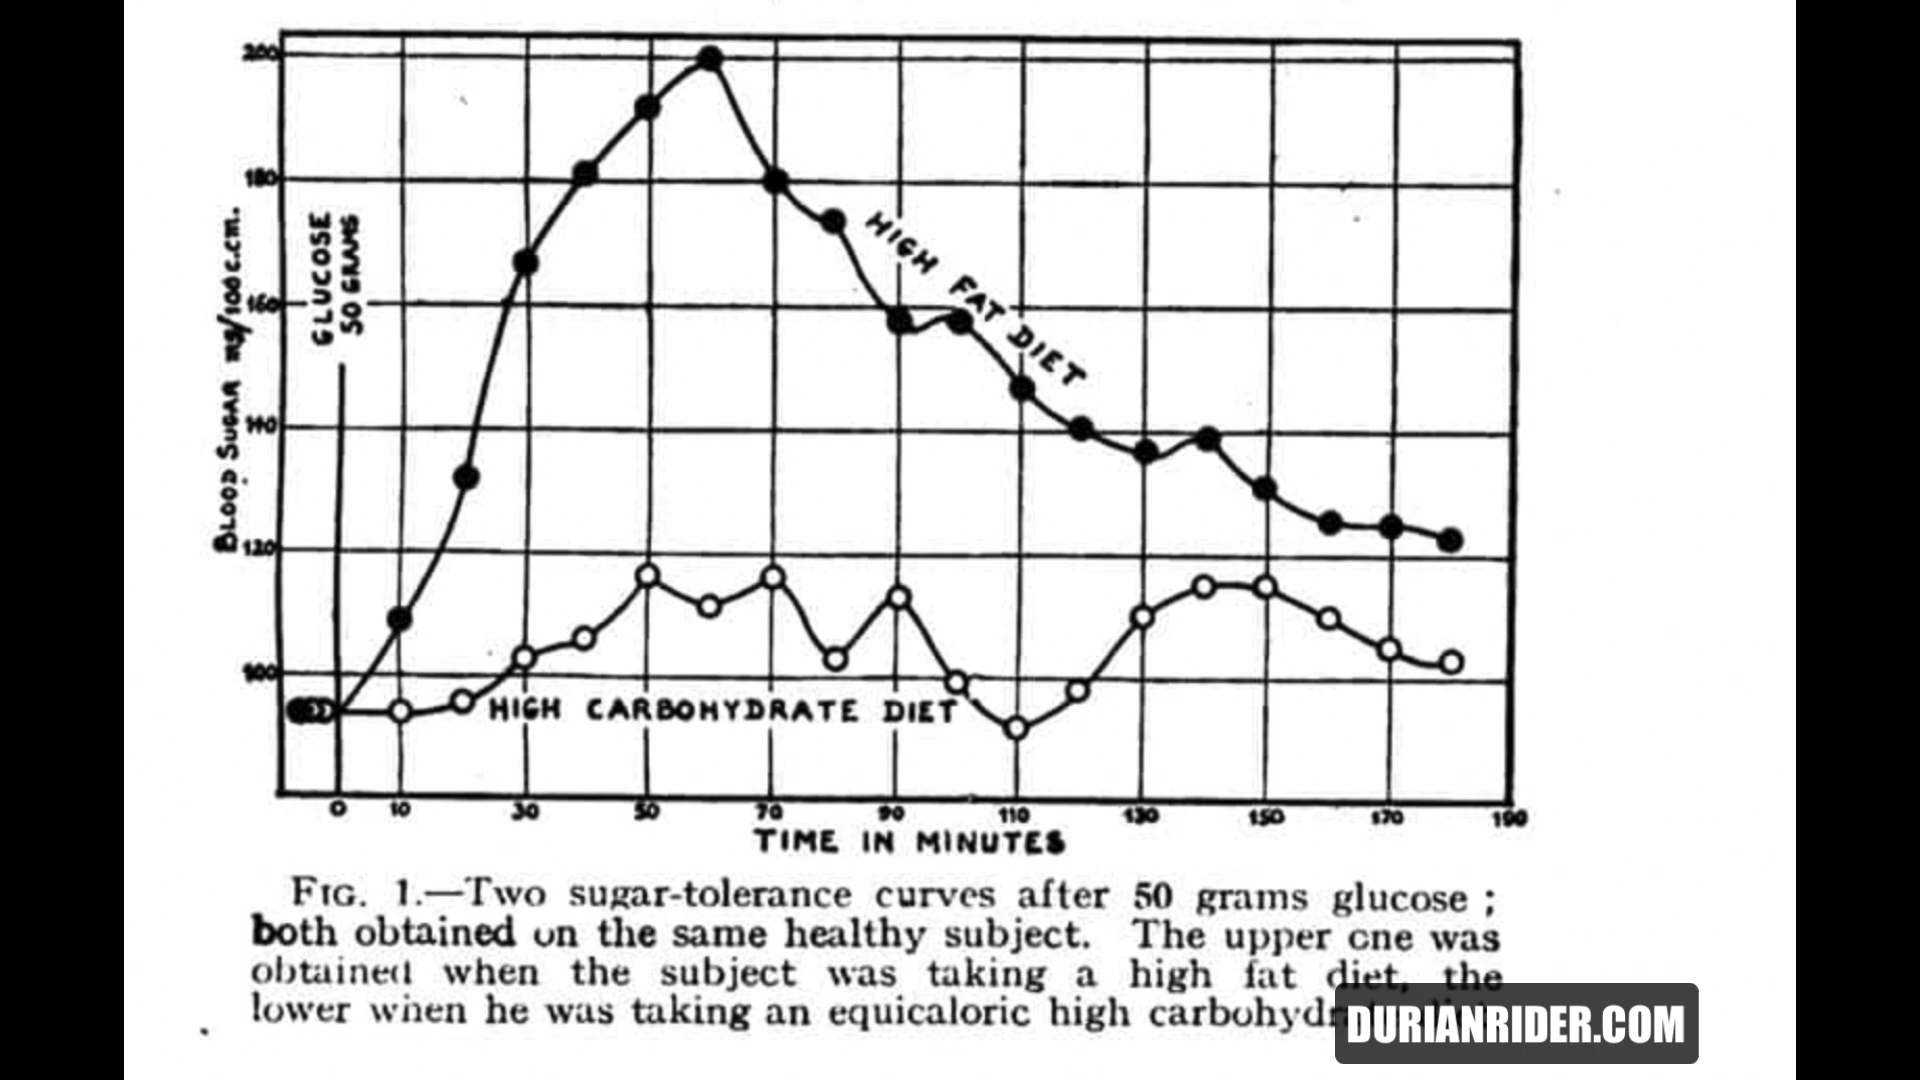 200
180
160
140
120
100
BLOOD SUGAR mg/100 c.cm.
GLUCOSE
50 GRAMS
HIGH FAT DIET
HIGH CARBOHYDRATE DIET
0 10 30 50 70 90 110 130 150 170 190
TIME IN MINUTES
FIG. 1.—Two sugar-tolerance curves after 50 grams glucose ;
both obtained on the same healthy subject. The upper one was
obtained when the subject was taking a high fat diet, the
lower when he was taking an equicaloric high
DURIANRIDER.COM